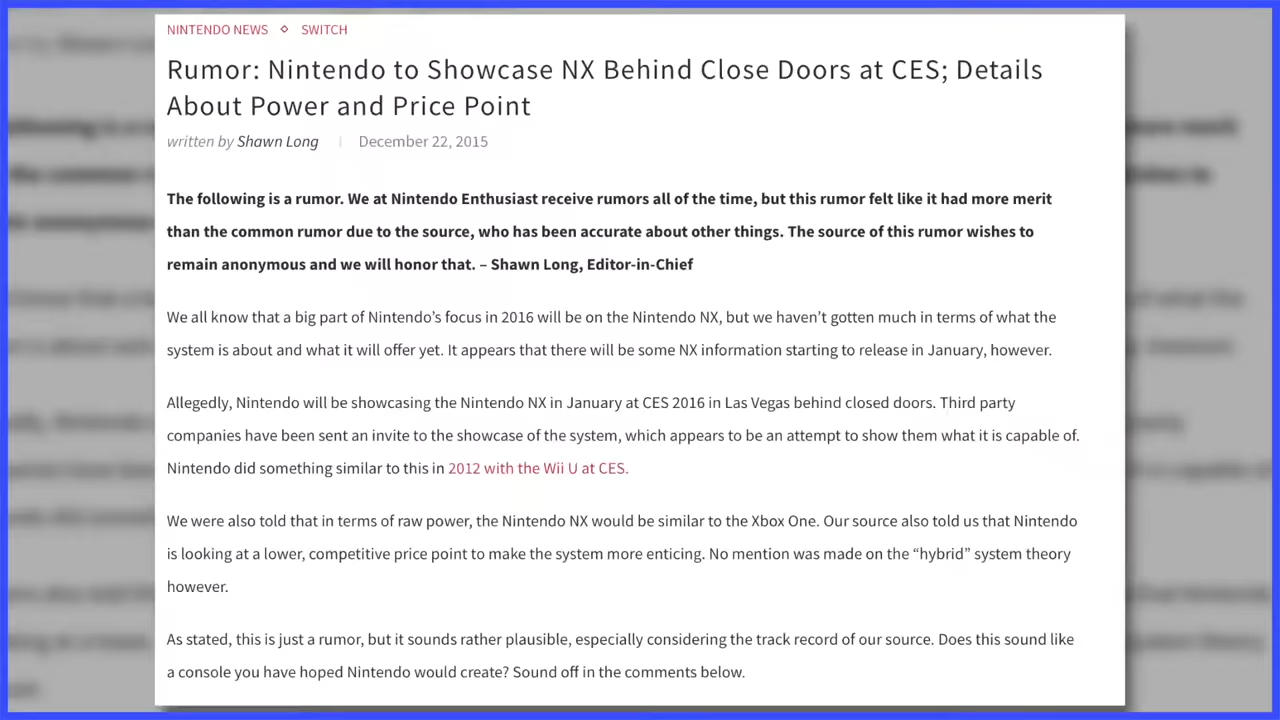 NINTENDO NEWS ◇ SWITCH
Rumor: Nintendo to Showcase NX Behind Close Doors at CES; Details
About Power and Price Point
written by Shawn Long | December 22, 2015
The following is a rumor. We at Nintendo Enthusiast receive rumors all of the time, but this rumor felt like it had more merit
than the common rumor due to the source, who has been accurate about other things. The source of this rumor wishes to
remain anonymous and we will honor that. – Shawn Long, Editor-in-Chief
We all know that a big part of Nintendo’s focus in 2016 will be on the Nintendo NX, but we haven’t gotten much in terms of what the
system is about and what it will offer yet. It appears that there will be some NX information starting to release in January, however.
Allegedly, Nintendo will be showcasing the Nintendo NX in January at CES 2016 in Las Vegas behind closed doors. Third party
companies have been sent an invite to the showcase of the system, which appears to be an attempt to show them what it is capable of.
Nintendo did something similar to this in 2012 with the Wii U at CES.
We were also told that in terms of raw power, the Nintendo NX would be similar to the Xbox One. Our source also told us that Nintendo
is looking at a lower, competitive price point to make the system more enticing. No mention was made on the “hybrid” system theory
however.
As stated, this is just a rumor, but it sounds rather plausible, especially considering the track record of our source. Does this sound like
a console you have hoped Nintendo would create? Sound off in the comments below.